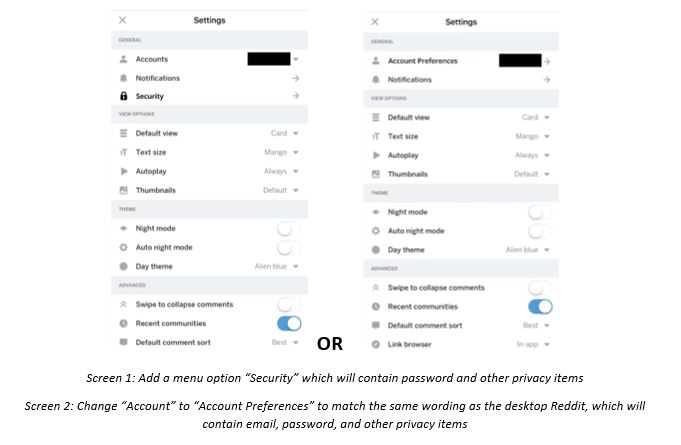 Settings
GENERAL
Accounts
Notifications
Security
VIEW OPTIONS
Default view Card
Text size Mango
Autoplay Always
Thumbnails Default
THEME
Night mode
Auto night mode
Day theme Alien blue
ADVANCED
Swipe to collapse comments
Recent communities
Default comment sort Best
OR
Settings
GENERAL
Account Preferences
Notifications
VIEW OPTIONS
Default view Card
Text size Mango
Autoplay Always
Thumbnails Default
THEME
Night mode
Auto night mode
Day theme Alien blue
ADVANCED
Swipe to collapse comments
Recent communities
Default comment sort Best
Link browser In-app
Screen 1: Add a menu option “Security” which will contain password and other privacy items
Screen 2: Change “Account” to “Account Preferences” to match the same wording as the desktop Reddit, which will
contain email, password, and other privacy items